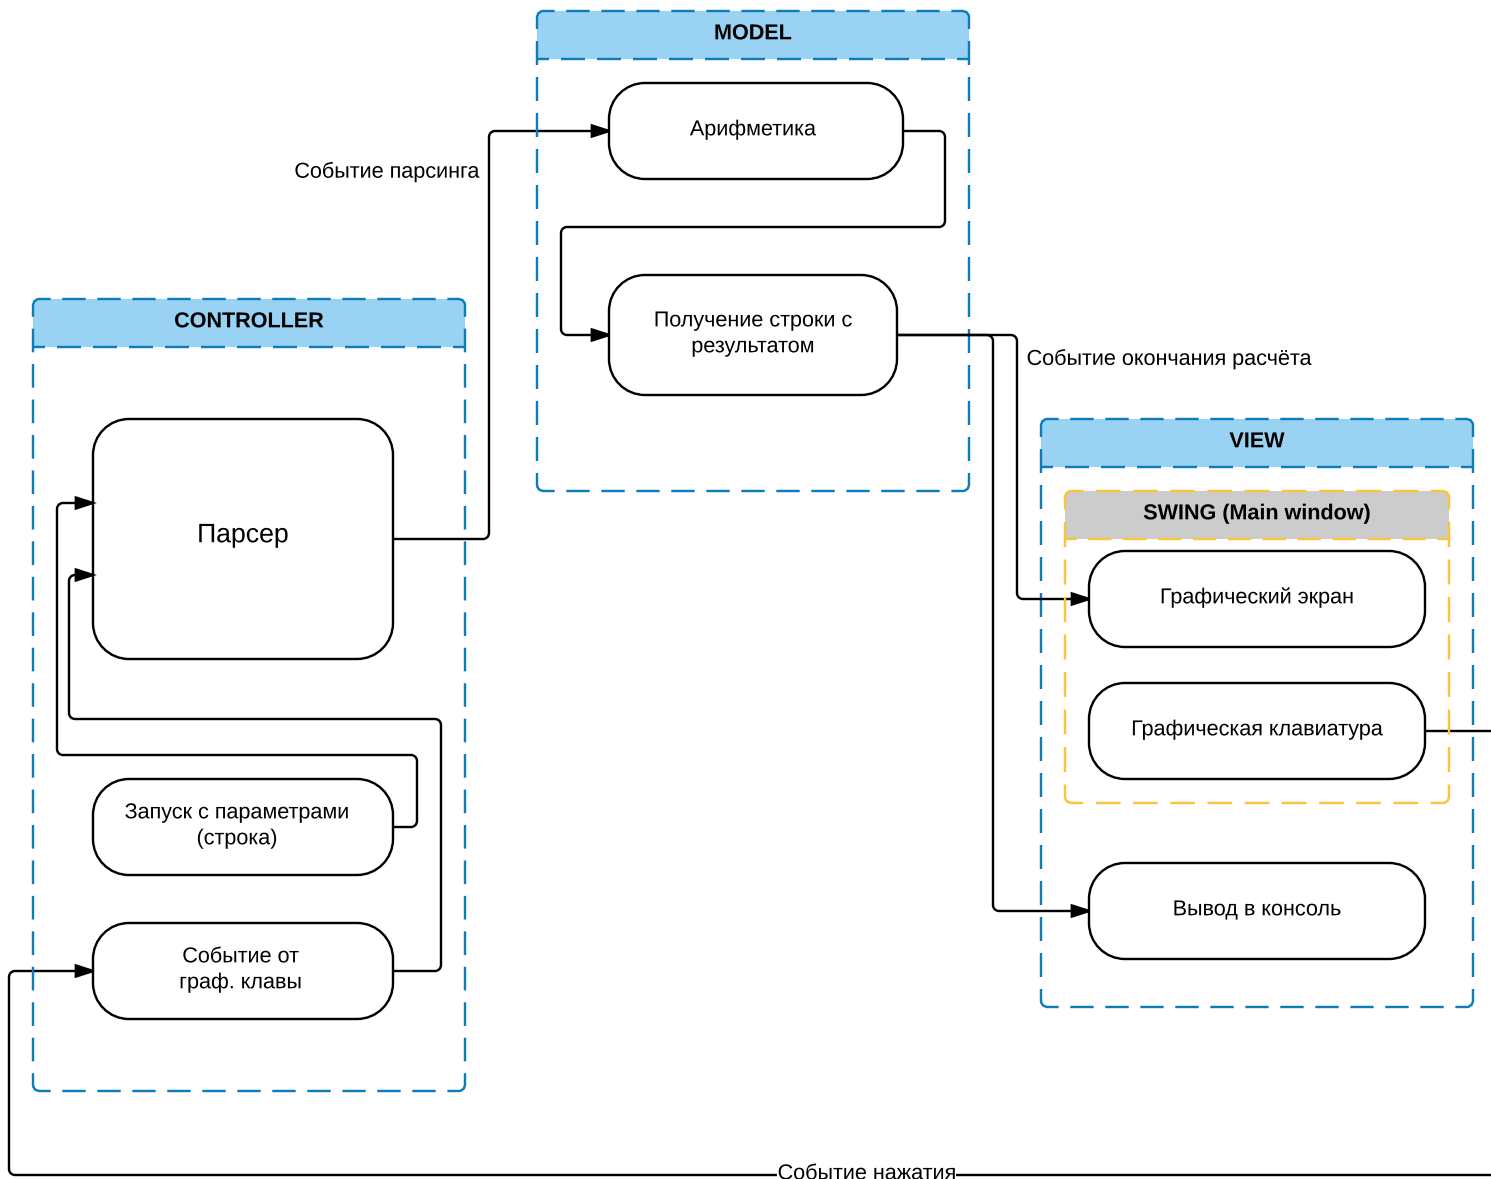 MODEL
Арифметика
Событие парсинга
Получение строки с
результатом
CONTROLLER
Парсер
Запуск с параметрами
(строка)
Событие от
граф. клавы
Событие окончания расчёта
VIEW
SWING (Main window)
Графический экран
Графическая клавиатура
Вывод в консоль
Событие нажатия